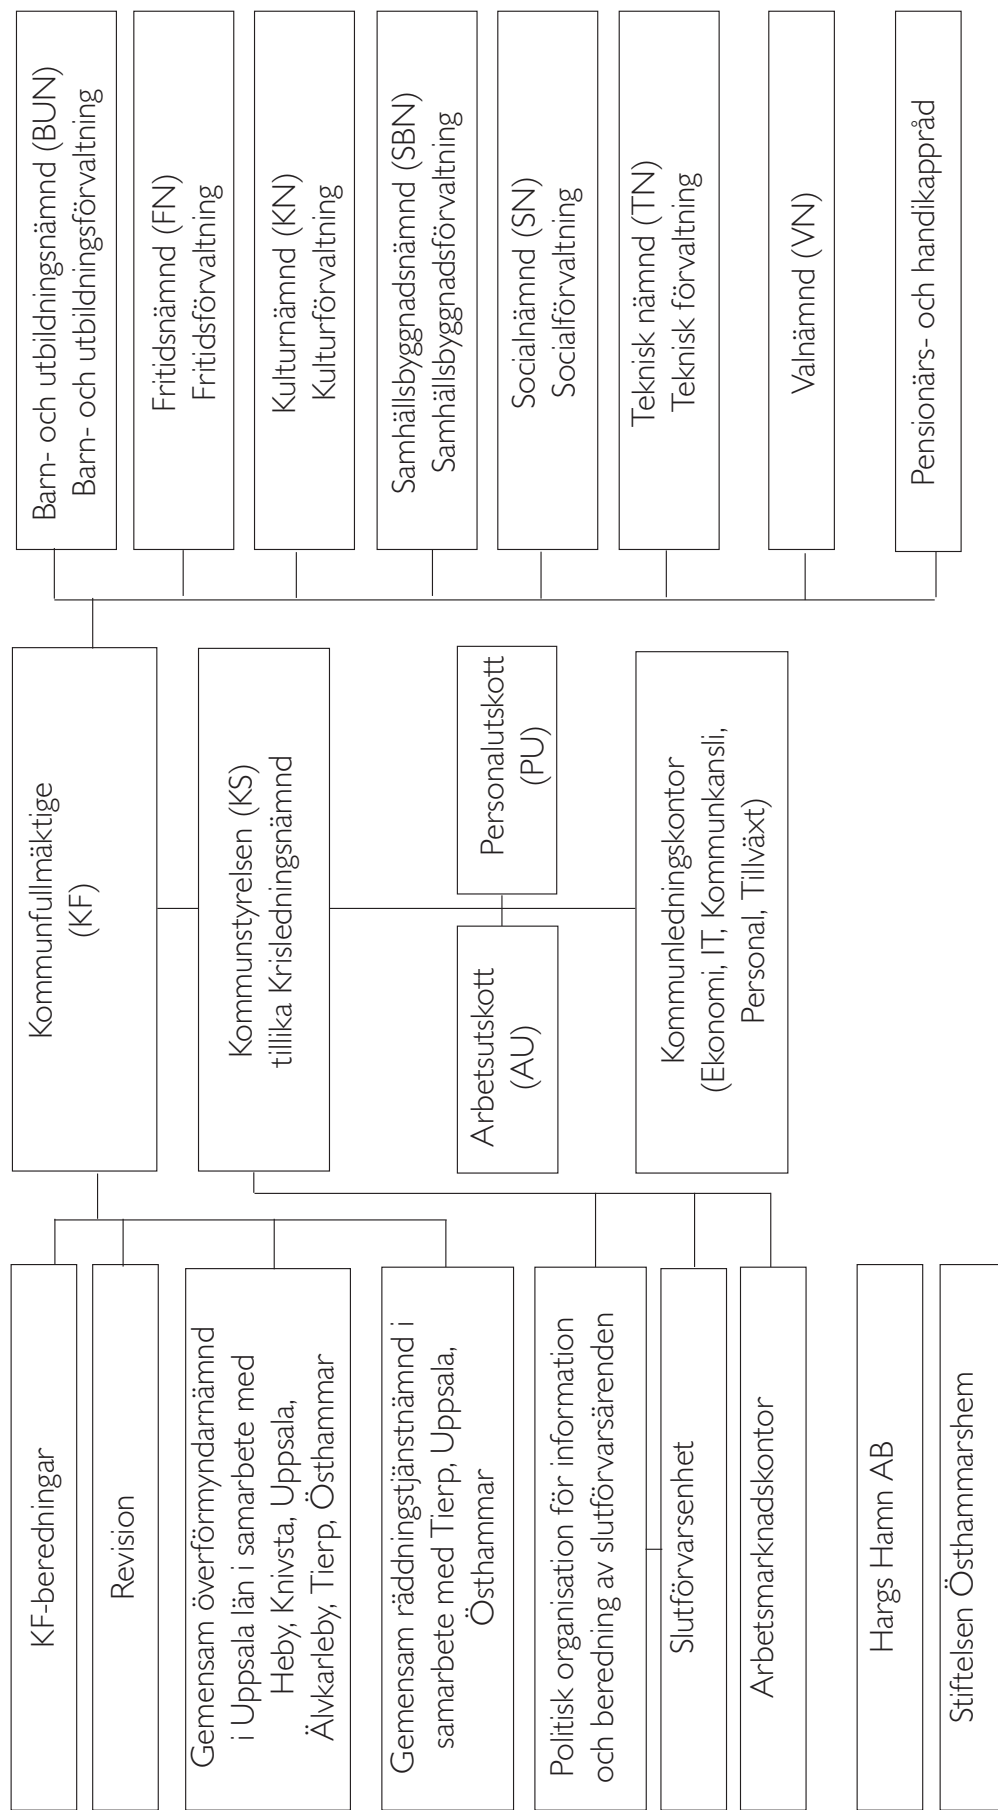 KF-beredningar
Revision
Gemensam överförmyndarnämnd
i Uppsala län i samarbete med
Heby, Knivsta, Uppsala,
Älvkarleby, Tierp, Östhammar
Gemensam räddningstjänstnämnd i
samarbete med Tierp, Uppsala,
Östhammar
Politisk organisation för information
och beredning av slutförvarsärenden
Slutförvarsenhet
Arbetsmarknadskontor
Hargs Hamn AB
Stiftelsen Östhammarshem
Kommunfullmäktige
(KF)
Kommunstyrelsen (KS)
tillika Krisledningsnämnd
Arbetsutskott
(AU)
Personalutskott
(PU)
Kommunledningskontor
(Ekonomi, IT, Kommunkansli,
Personal, Tillväxt)
Barn- och utbildningsnämnd (BUN)
Barn- och utbildningsförvaltning
Fritidsnämnd (FN)
Fritidsförvaltning
Kulturnämnd (KN)
Kulturförvaltning
Samhällsbyggnadsnämnd (SBN)
Samhällsbyggnadsförvaltning
Socialnämnd (SN)
Socialförvaltning
Teknisk nämnd (TN)
Teknisk förvaltning
Valnämnd (VN)
Pensionärs- och handikappråd